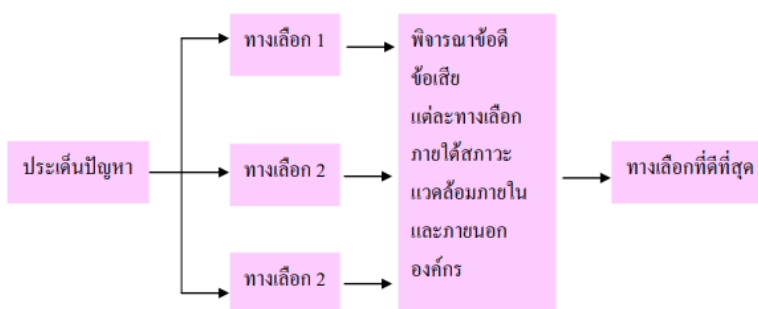 ประเด็นปัญหา
ทางเลือก 1
ทางเลือก 2
ทางเลือก 2
พิจารณาข้อดี
ข้อเสีย
แต่ละทางเลือก
ภายใต้สภาวะ
แวดล้อมภายใน
และภายนอก
องค์กร
ทางเลือกที่ดีที่สุด